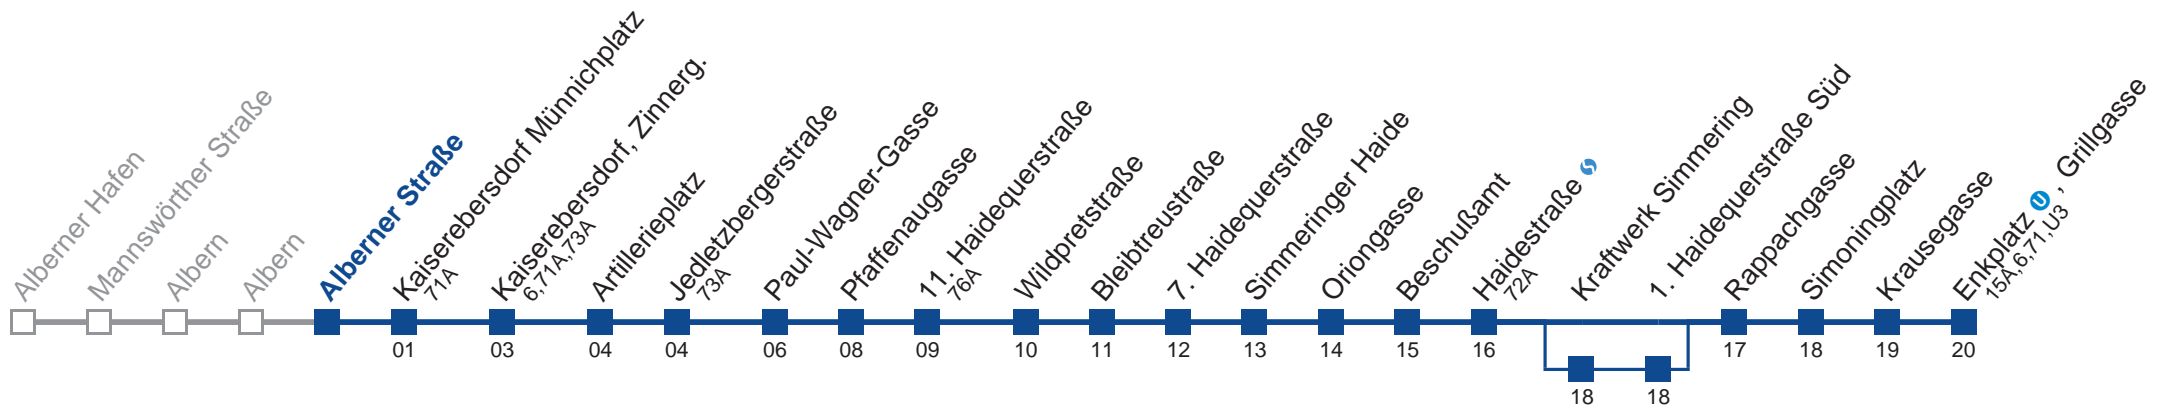 Alberner Hafen
Mannswörther Straße
Albern
Albern
Alberner Straße
Kaiserebersdorf Münnichplatz
71A
01
Kaiserebersdorf, Zinnerg.
6,71A,73A
03
Artillerieplatz
04
Jedletzbergerstraße
73A
04
Paul-Wagner-Gasse
06
Pfaffenaugasse
08
11. Haidequerstraße
76A
09
Wildpretstraße
10
Bleibtreustraße
11
7. Haidequerstraße
12
Simmeringer Haide
13
Oriongasse
14
Beschußamt
15
Haidestraße
72A
16
Kraftwerk Simmering
18
1. Haidequerstraße Süd
18
Rappachgasse
17
Simoningplatz
18
Krausegasse
19
Enkplatz U , Grillgasse
15A,6,71,U3
20